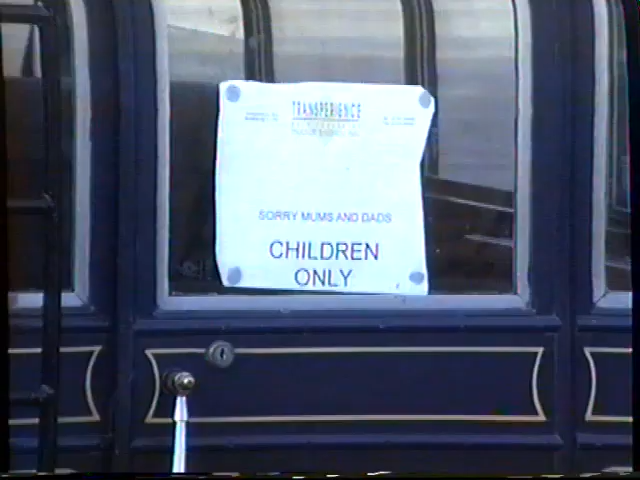 TRANSPERIENCE
SORRY MUMS AND DADS
CHILDREN
ONLY